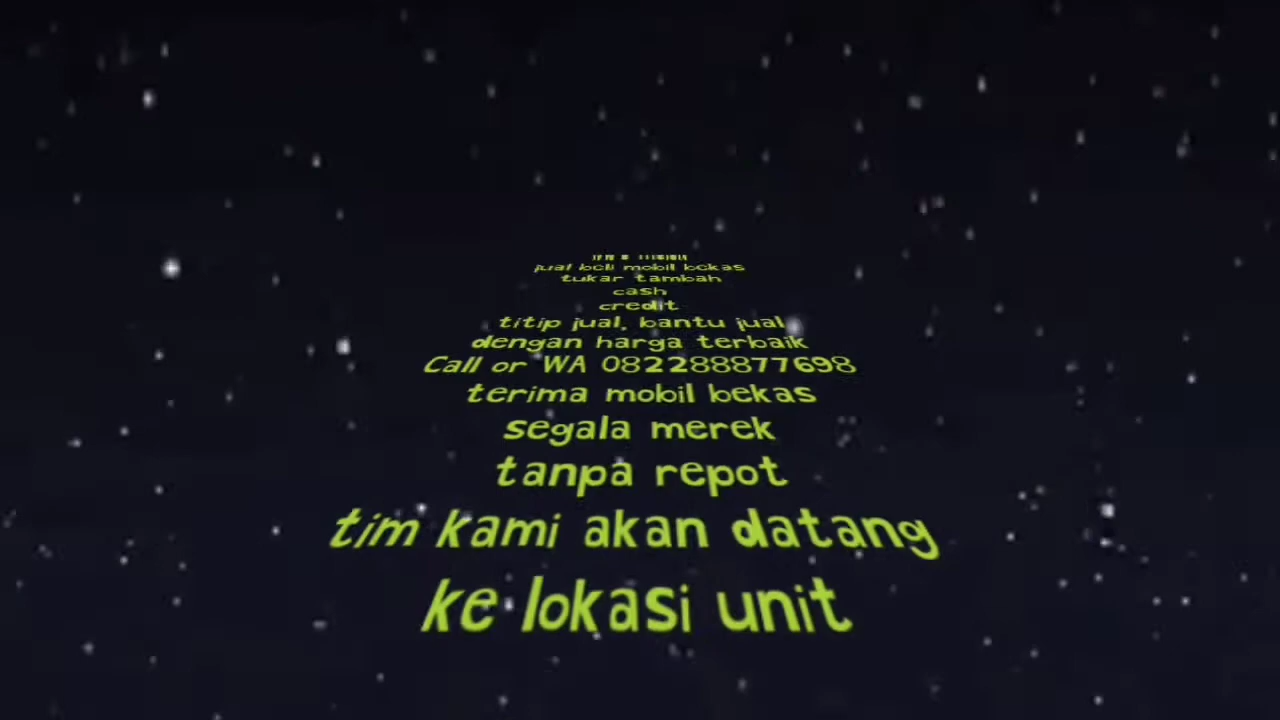 jual beli mobil bekas
tukar tambah
cash
credit
titip jual, bantu jual
dengan harga terbaik
Call or WA 082288877698
terima mobil bekas
segala merek
tanpa repot
tim kami akan datang
ke lokasi unit